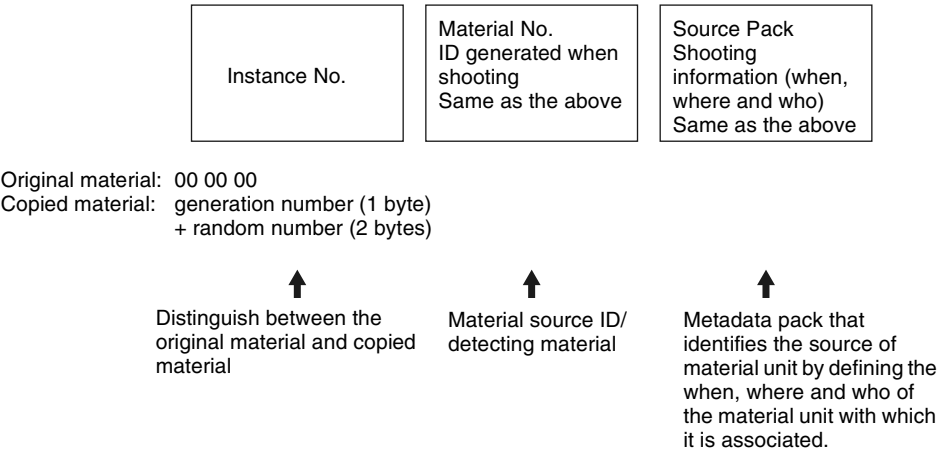 Instance No.
Material No.
ID generated when
shooting
Same as the above
Source Pack
Shooting
information (when,
where and who)
Same as the above
Original material: 00 00 00
Copied material: generation number (1 byte)
+ random number (2 bytes)
Distinguish between the
original material and copied
material
Material source ID/
detecting material
Metadata pack that
identifies the source of
material unit by defining the
when, where and who of
the material unit with which
it is associated.